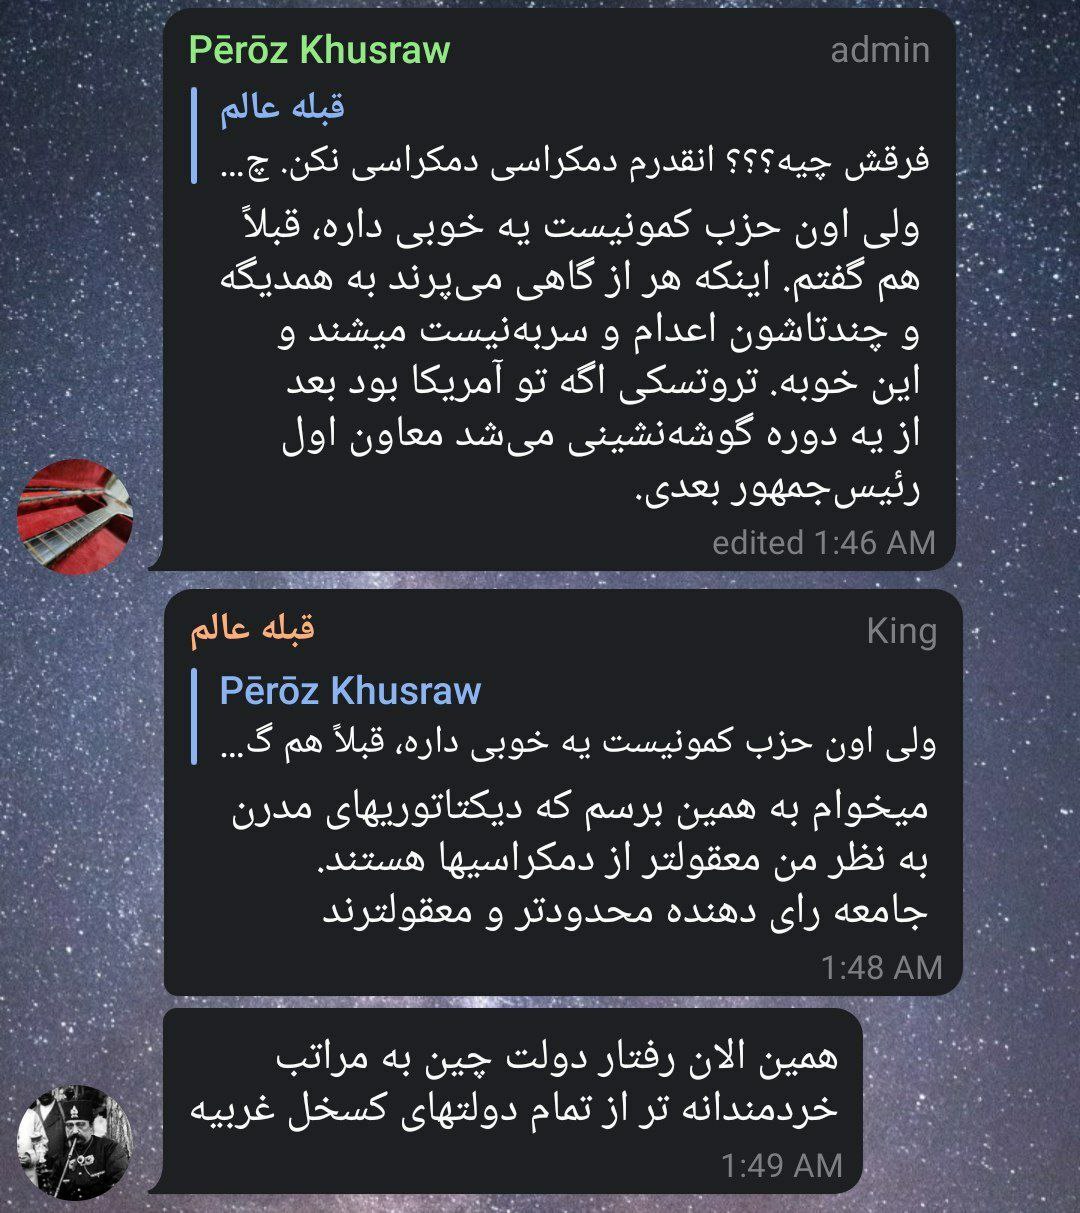 Pērōz Khusraw admin
قبله عالم
فرقش چیه؟؟؟ انقدرم دمکراسی دمکراسی نکن. چ...
ولی اون حزب کمونیست یه خوبی داره، قبلاً
هم گفتم. اینکه هر از گاهی می‌پرند به همدیگه
و چندتاشون اعدام و سربه‌نیست میشند و
این خوبه. تروتسکی اگه تو آمریکا بود بعد
از یه دوره گوشه‌نشینی می‌شد معاون اول
رئیس‌جمهور بعدی.
edited 1:46 AM
قبله عالم King
Pērōz Khusraw
ولی اون حزب کمونیست یه خوبی داره، قبلاً هم گ...
میخوام به همین برسم که دیکتاتوریهای مدرن
به نظر من معقولتر از دمکراسیها هستند.
جامعه رای دهنده محدودتر و معقولترند
1:48 AM
همین الان رفتار دولت چین به مراتب
خردمندانه تر از تمام دولتهای کسخل غربیه
1:49 AM